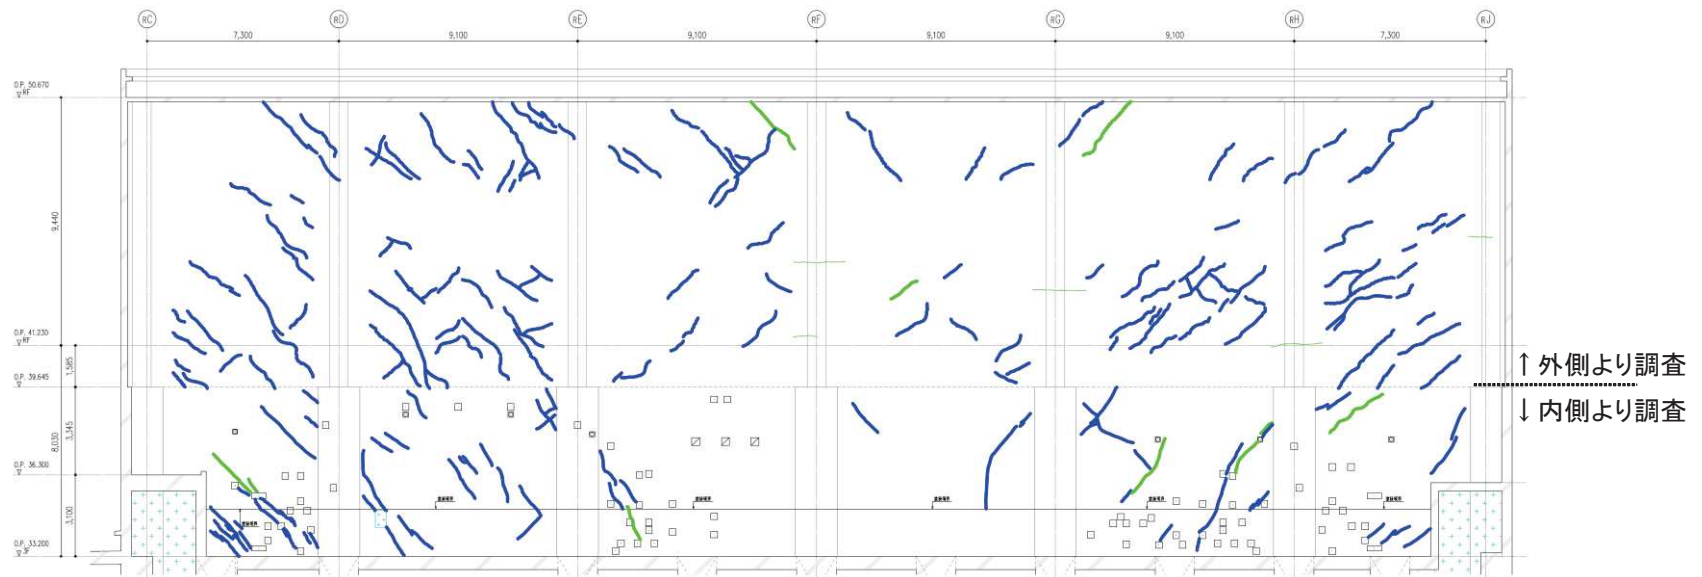 RC RD RE RF RG RH RJ
7,300 9,100 9,100 9,100 9,100 7,300
O.P. 50.670
▽RF
9,440
O.P. 41.230
▽RF
1,585
O.P. 39.645
↑ 外側より調査
↓ 内側より調査
8,030
3,345
O.P. 36.300
3,100
O.P. 33.200